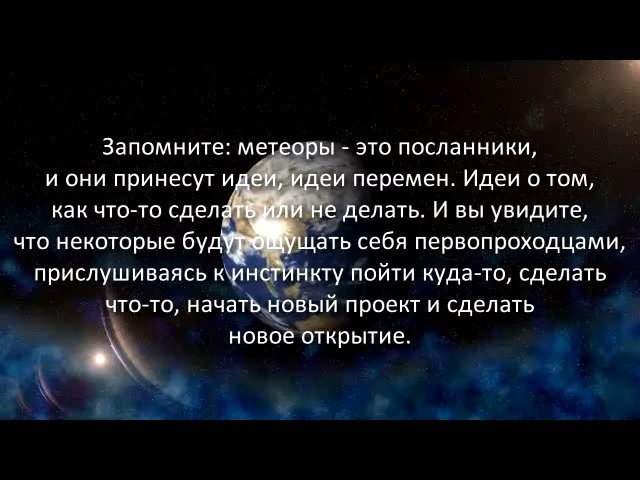 Запомните: метеоры - это посланники,
и они принесут идеи, идеи перемен. Идеи о том,
как что-то сделать или не делать. И вы увидите,
что некоторые будут ощущать себя первопроходцами,
прислушиваясь к инстинкту пойти куда-то, сделать
что-то, начать новый проект и сделать
новое открытие.